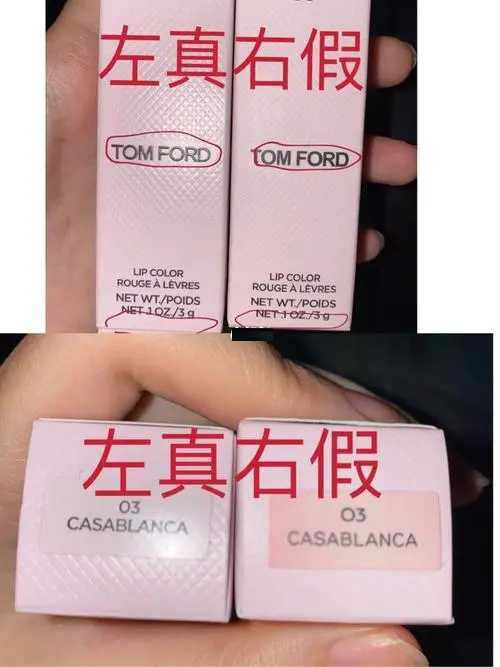 左真右假
TOM FORD
TOM FORD
LIP COLOR
ROUGE À LÈVRES
NET WT./POIDS
NET .1 OZ./3 g
LIP COLOR
ROUGE À LÈVRES
NET WT./POIDS
NET .1 OZ./3 g
左真右假
03
CASABLANCA
03
CASABLANCA